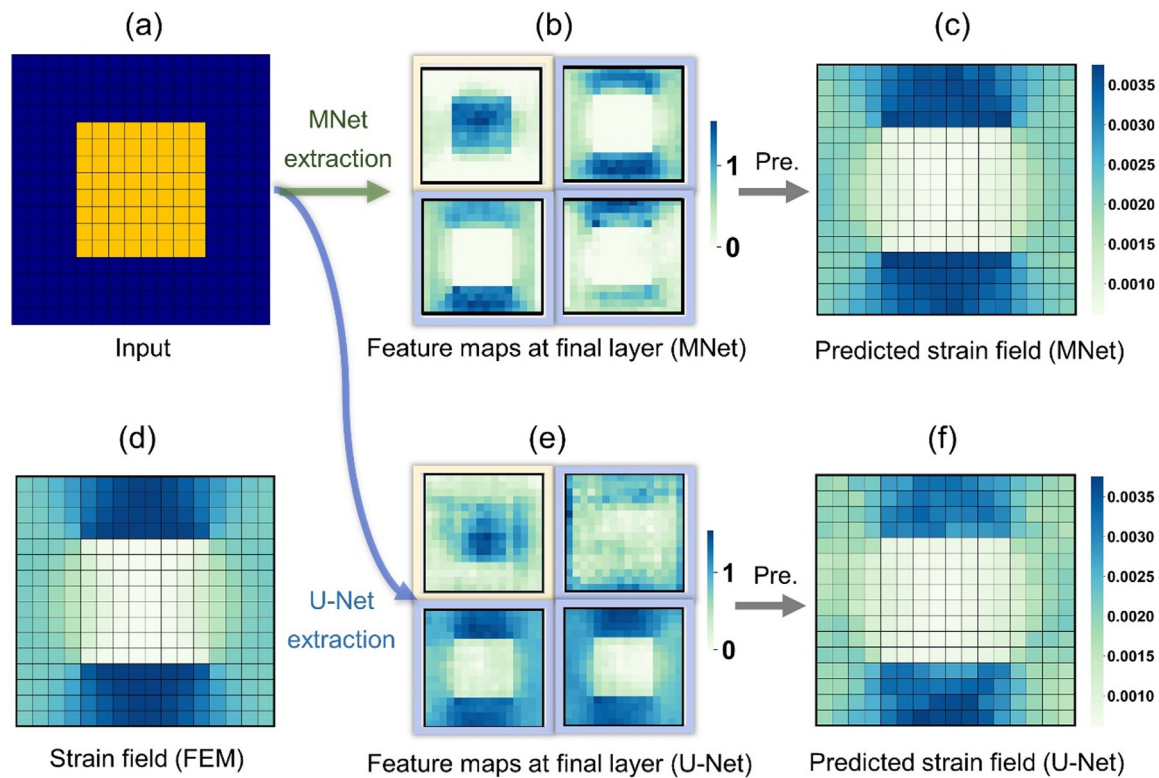 (a)
(b)
(c)
MNet
extraction
1
0
Pre.
0.0035
0.0030
0.0025
0.0020
0.0015
0.0010
Input
Feature maps at final layer (MNet)
Predicted strain field (MNet)
(d)
(e)
(f)
U-Net
extraction
1
0
Pre.
0.0035
0.0030
0.0025
0.0020
0.0015
0.0010
Strain field (FEM)
Feature maps at final layer (U-Net)
Predicted strain field (U-Net)